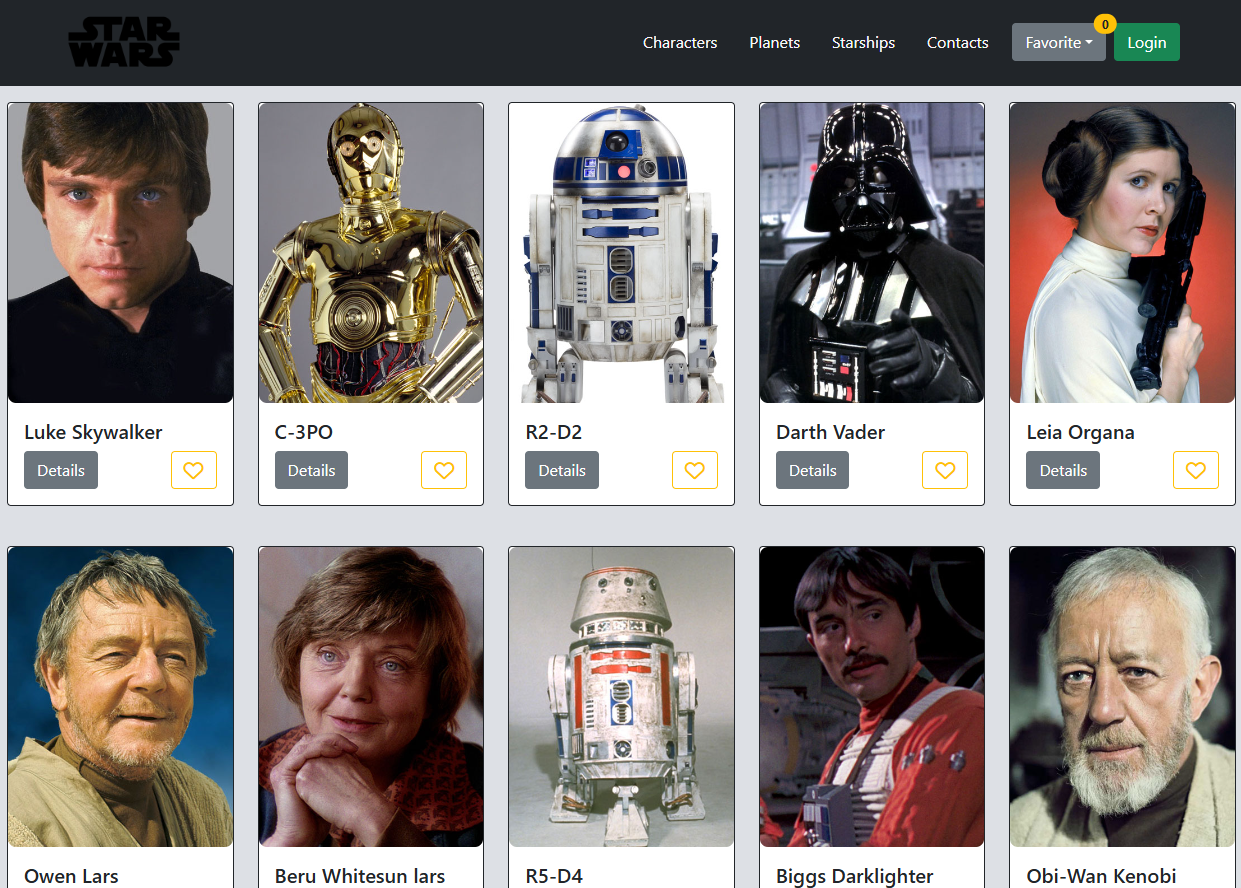 STAR
WARS
Characters
Planets
Starships
Contacts
Favorite
0
Login
Luke Skywalker
C-3PO
R2-D2
Darth Vader
Leia Organa
Details
Details
Details
Details
Details
Owen Lars
Beru Whitesun lars
R5-D4
Biggs Darklighter
Obi-Wan Kenobi